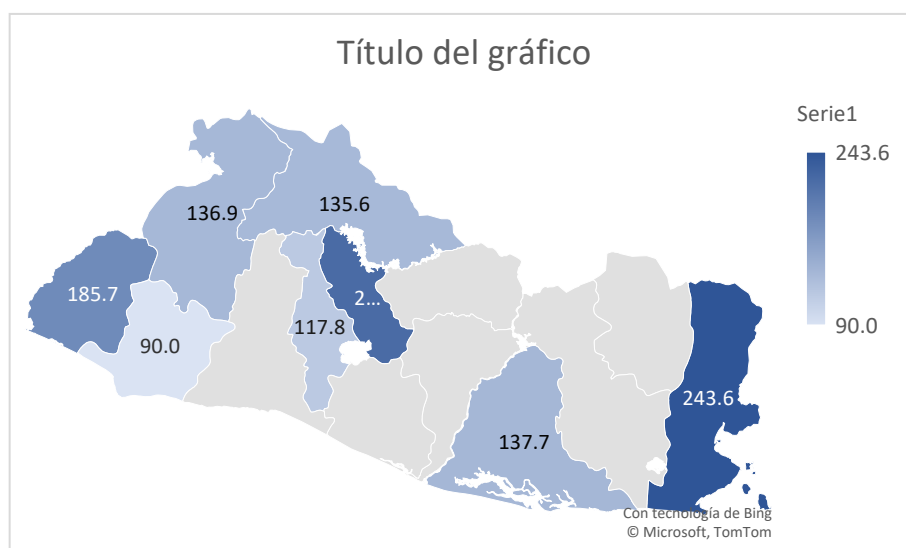 Título del gráfico
Serie1
243.6
90.0
136.9
135.6
185.7
2...
117.8
90.0
243.6
137.7
Con tecnología de Bing
© Microsoft, TomTom